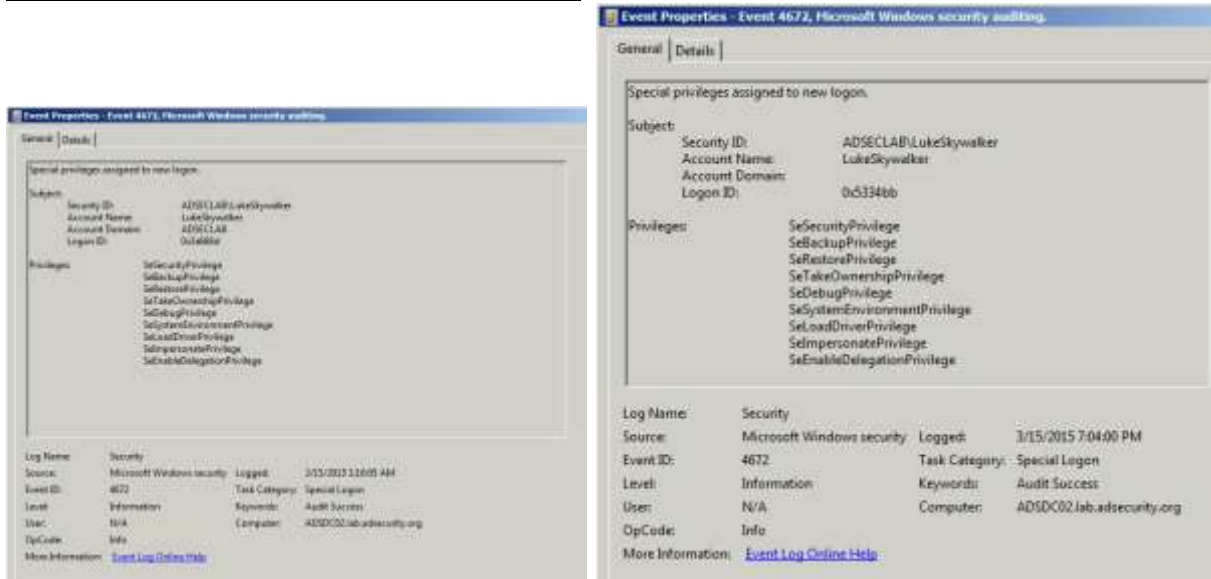 Event Properties - Event 4672, Microsoft Windows security auditing.
General Details
Special privileges assigned to new logon.
Subject:
Security ID: ADSECLAB\LukeSkywalker
Account Name: LukeSkywalker
Account Domain: ADSECLAB
Logon ID:
Privileges: SeSecurityPrivilege
SeBackupPrivilege
SeRestorePrivilege
SeTakeOwnershipPrivilege
SeDebugPrivilege
SeSystemEnvironmentPrivilege
SeLoadDriverPrivilege
SeImpersonatePrivilege
SeEnableDelegationPrivilege
Log Name: Security
Source: Microsoft Windows security Logged: AM
Event ID: 4672 Task Category: Special Logon
Level: Information Keywords: Audit Success
User: N/A Computer: ADSDC02.lab.adsecurity.org
OpCode: Info
More Information: Event Log Online Help
Event Properties - Event 4672, Microsoft Windows security auditing.
General Details
Special privileges assigned to new logon.
Subject:
Security ID: ADSECLAB\LukeSkywalker
Account Name: LukeSkywalker
Account Domain:
Logon ID: 0x5334bb
Privileges: SeSecurityPrivilege
SeBackupPrivilege
SeRestorePrivilege
SeTakeOwnershipPrivilege
SeDebugPrivilege
SeSystemEnvironmentPrivilege
SeLoadDriverPrivilege
SeImpersonatePrivilege
SeEnableDelegationPrivilege
Log Name: Security
Source: Microsoft Windows security Logged: 3/15/2015 7:04:00 PM
Event ID: 4672 Task Category: Special Logon
Level: Information Keywords: Audit Success
User: N/A Computer: ADSDC02.lab.adsecurity.org
OpCode: Info
More Information: Event Log Online Help